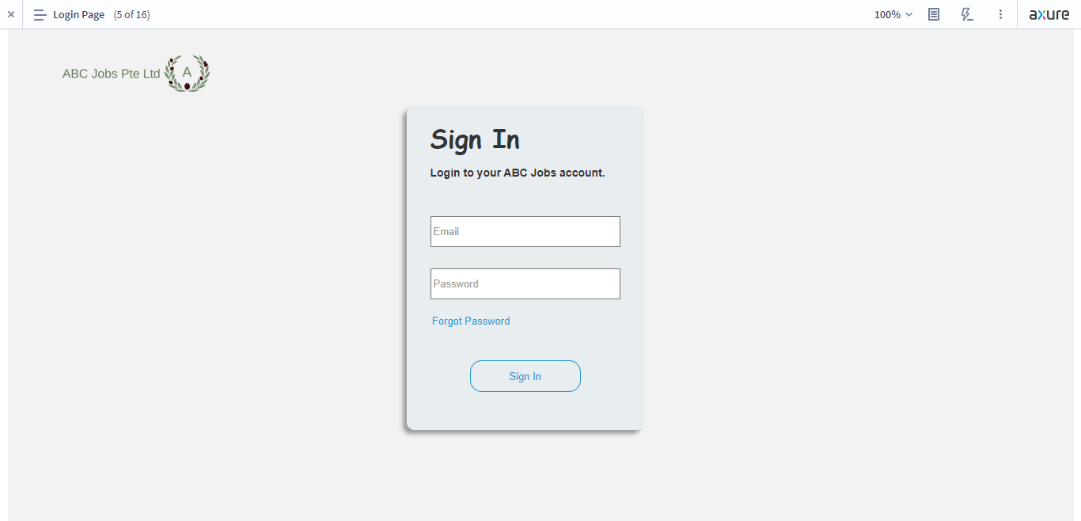 Login Page (5 of 16) 100% axure
ABC Jobs Pte Ltd A
Sign In
Login to your ABC Jobs account.
Email
Password
Forgot Password
Sign In